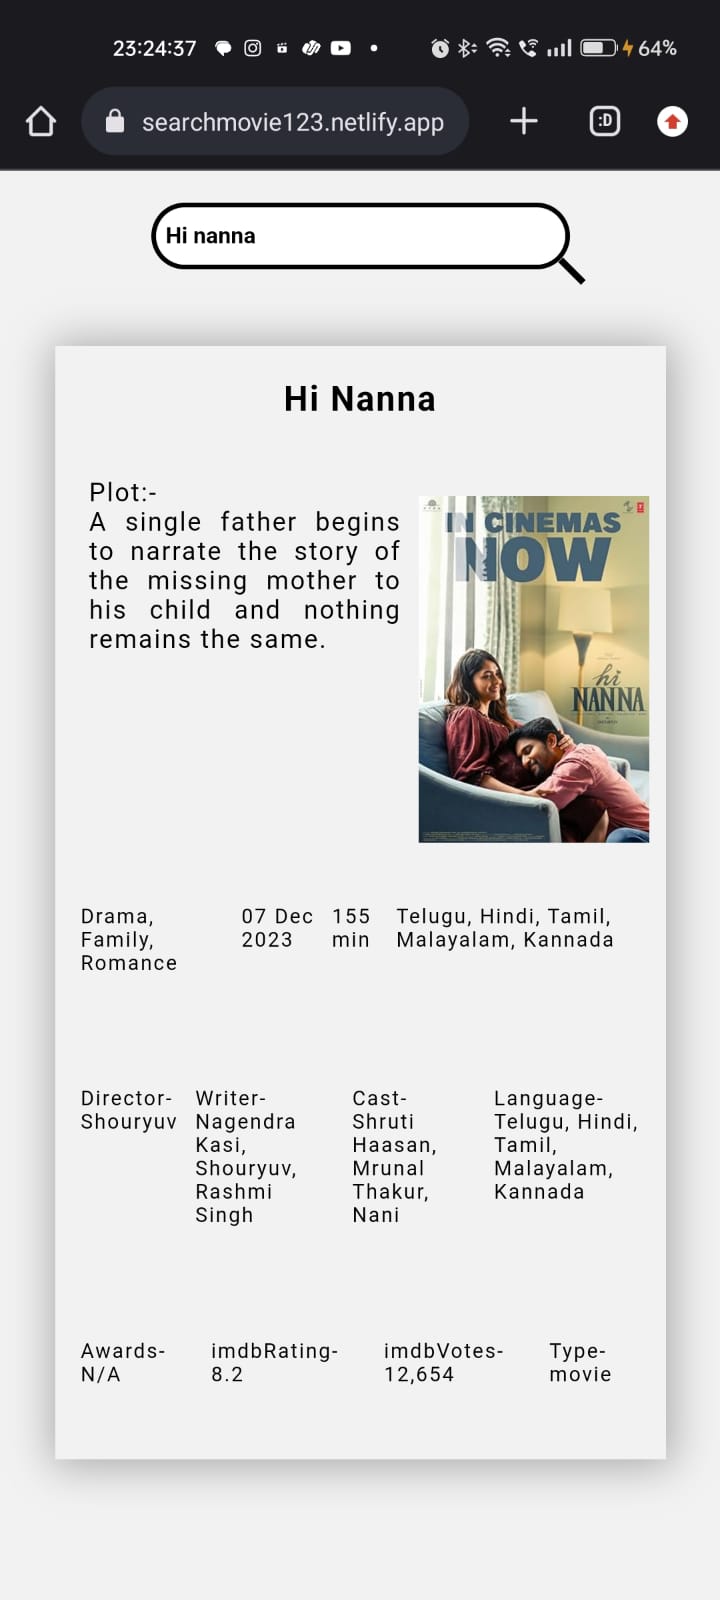 23:24:37
64%
searchmovie123.netlify.app
:D
Hi nanna
Hi Nanna
Plot:-
A single father begins
to narrate the story of
the missing mother to
his child and nothing
remains the same.
IN CINEMAS
NOW
hi
NANNA
Drama,
Family,
Romance
07 Dec
2023
155
min
Telugu, Hindi, Tamil,
Malayalam, Kannada
Director-
Shouryuv
Writer-
Nagendra
Kasi,
Shouryuv,
Rashmi
Singh
Cast-
Shruti
Haasan,
Mrunal
Thakur,
Nani
Language-
Telugu, Hindi,
Tamil,
Malayalam,
Kannada
Awards-
N/A
imdbRating-
8.2
imdbVotes-
12,654
Type-
movie